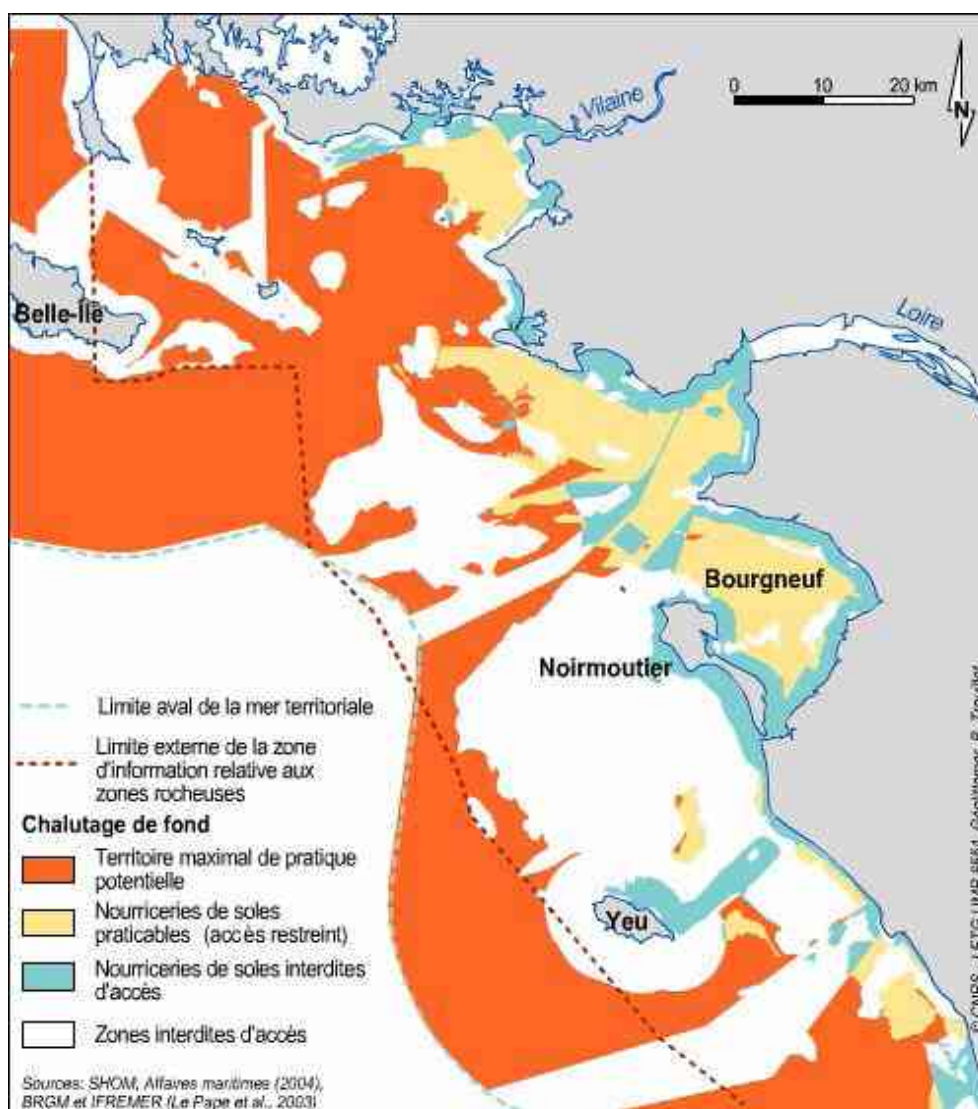 0 10 20 km
N
Vilaine
Belle-Ile
Loire
Bourgneuf
Noirmoutier
Yeu
Limite aval de la mer territoriale
Limite externe de la zone
d'information relative aux
zones rocheuses
Chalutage de fond
Territoire maximal de pratique
potentielle
Nourriceries de soles
praticables (accès restreint)
Nourriceries de soles interdites
d'accès
Zones interdites d'accès
Sources: SHOM, Affaires maritimes (2004),
BRGM et IFREMER (Le Pape et al., 2003)